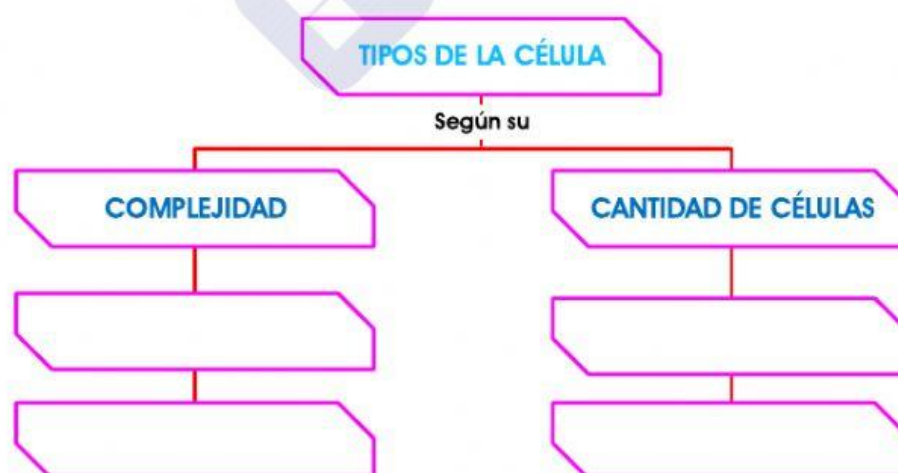 TIPOS DE LA CÉLULA
Según su
COMPLEJIDAD
CANTIDAD DE CÉLULAS